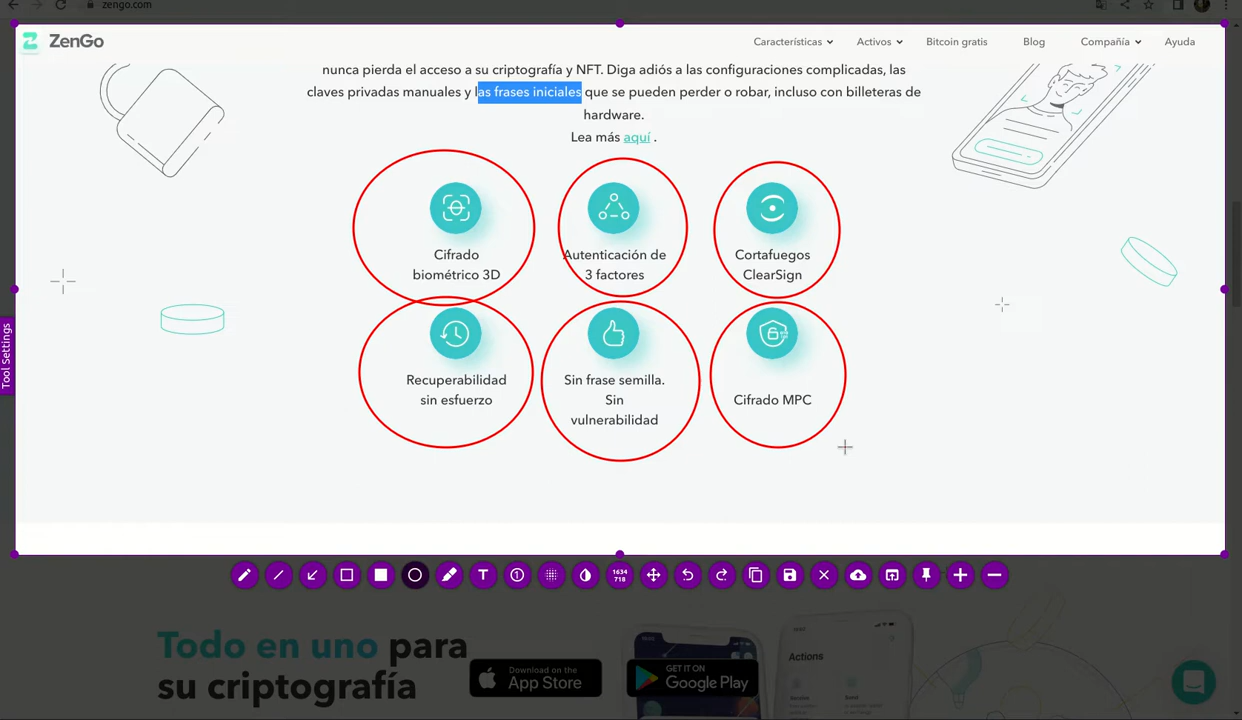 zengo.com
ZenGo
Características
Activos
Bitcoin gratis
Blog
Compañía
Ayuda
nunca pierda el acceso a su criptografía y NFT. Diga adiós a las configuraciones complicadas, las
claves privadas manuales y las frases iniciales que se pueden perder o robar, incluso con billeteras de
hardware.
Lea más aquí .
Cifrado
biométrico 3D
Autenticación de
3 factores
Cortafuegos
ClearSign
Recuperabilidad
sin esfuerzo
Sin frase semilla.
Sin
vulnerabilidad
Cifrado MPC
Tool Settings
T
1
1634
718
Todo en uno para
su criptografía
Download on the
App Store
GET IT ON
Google Play
Actions